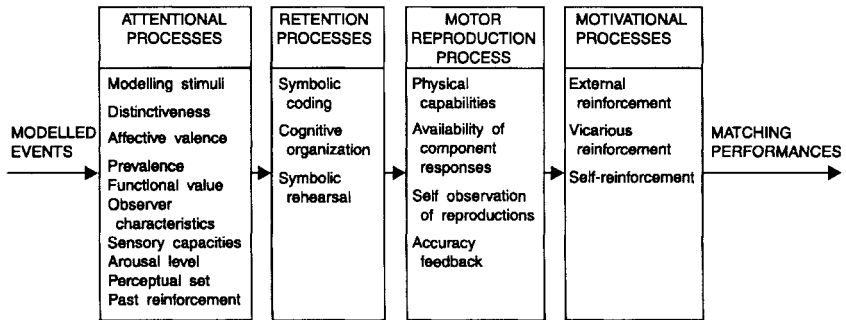 MODELLED
EVENTS
ATTENTIONAL
PROCESSES
Modelling stimuli
Distinctiveness
Affective valence
Prevalence
Functional value
Observer
characteristics
Sensory capacities
Arousal level
Perceptual set
Past reinforcement
RETENTION
PROCESSES
Symbolic
coding
Cognitive
organization
Symbolic
rehearsal
MOTOR
REPRODUCTION
PROCESS
Physical
capabilities
Availability of
component
responses
Self observation
of reproductions
Accuracy
feedback
MOTIVATIONAL
PROCESSES
External
reinforcement
Vicarious
reinforcement
Self-reinforcement
MATCHING
PERFORMANCES